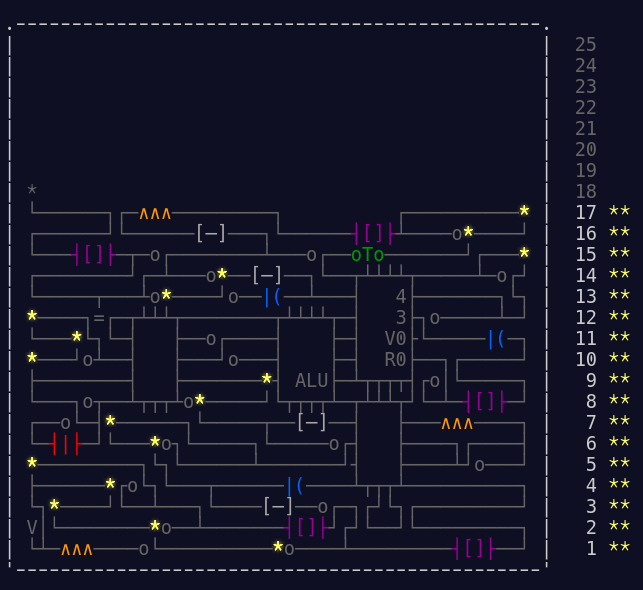 25
24
23
22
21
20
19
* 18
∧∧∧ * 17 **
[─] ┤[]├ o* 16 **
┤[]├ o o oTo * 15 **
o* [─] o 14 **
o* o |( 4 13 **
* = 3 o 12 **
* o V0 |( 11 **
* o o R0 10 **
* ALU o 9 **
o o* ┤[]├ 8 **
o * [─] ∧∧∧ 7 **
┤|├ *o o 6 **
* o 5 **
*o |( 4 **
* [─] o 3 **
V *o ┤[]├ 2 **
∧∧∧ o *o ┤[]├ 1 **